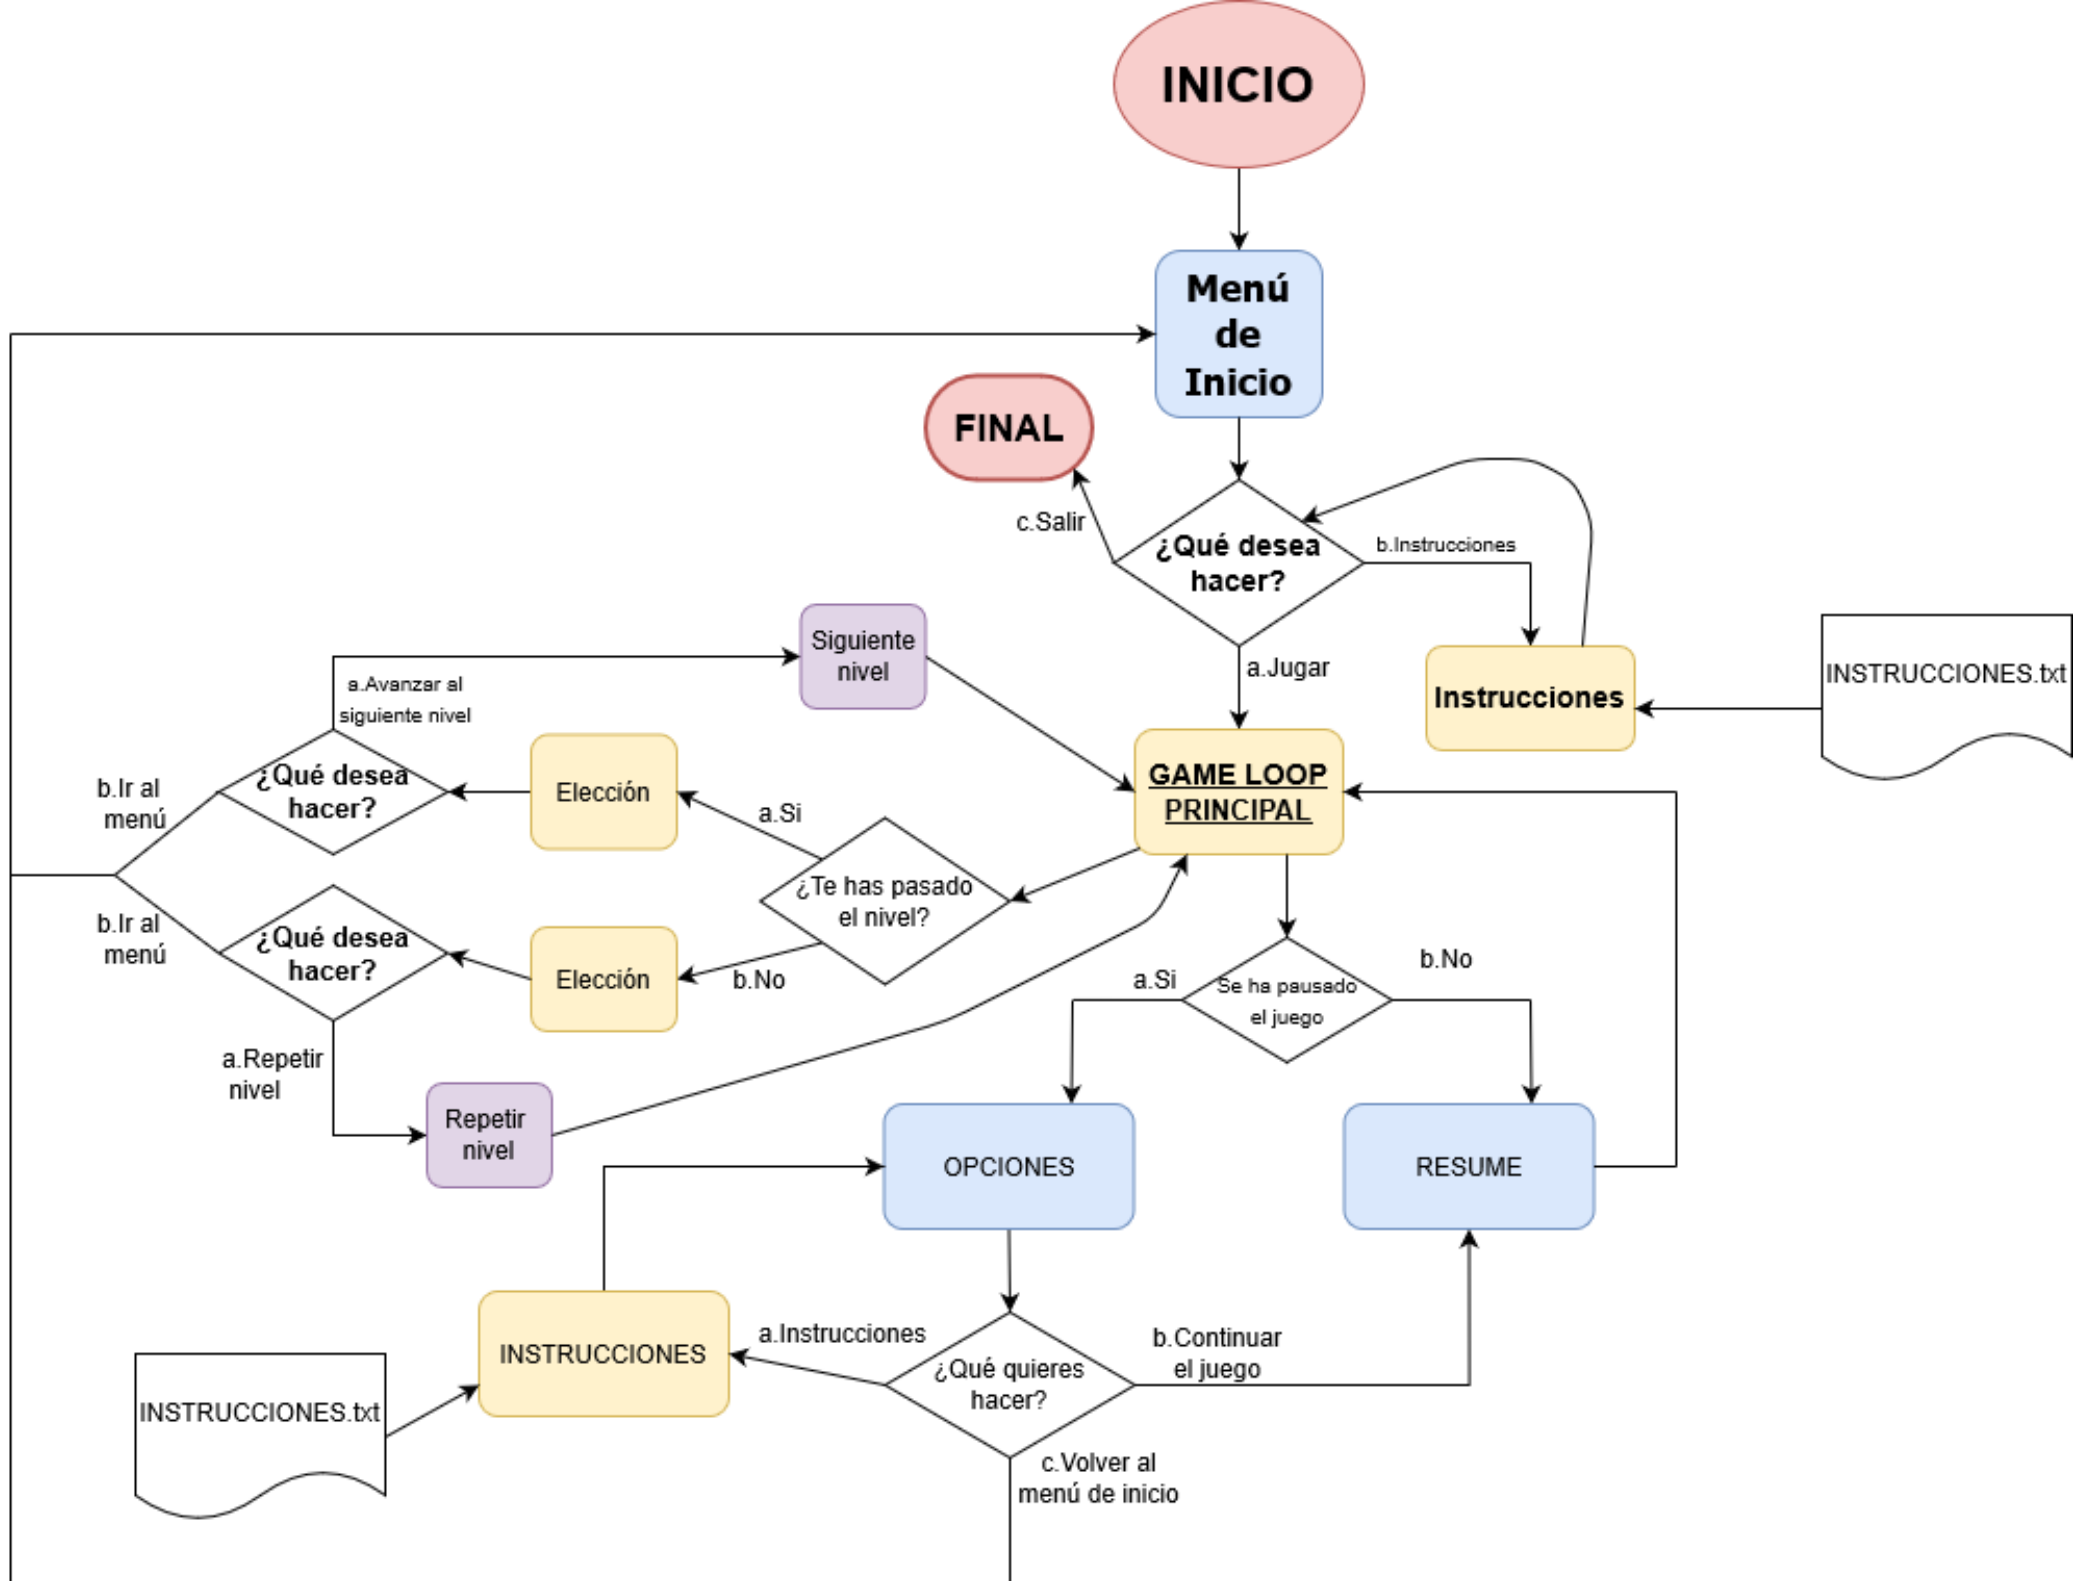 INICIO
Menú
de
Inicio
FINAL
c.Salir
¿Qué desea
hacer?
b.Instrucciones
a.Jugar
Instrucciones
INSTRUCCIONES.txt
Siguiente
nivel
a.Avanzar al
siguiente nivel
¿Qué desea
hacer?
b.Ir al
menú
Elección
a.Si
GAME LOOP
PRINCIPAL
¿Te has pasado
el nivel?
b.Ir al
menú
¿Qué desea
hacer?
Elección
b.No
a.Si
Se ha pausado
el juego
b.No
a.Repetir
nivel
Repetir
nivel
OPCIONES
RESUME
INSTRUCCIONES
a.Instrucciones
¿Qué quieres
hacer?
b.Continuar
el juego
INSTRUCCIONES.txt
c.Volver al
menú de inicio